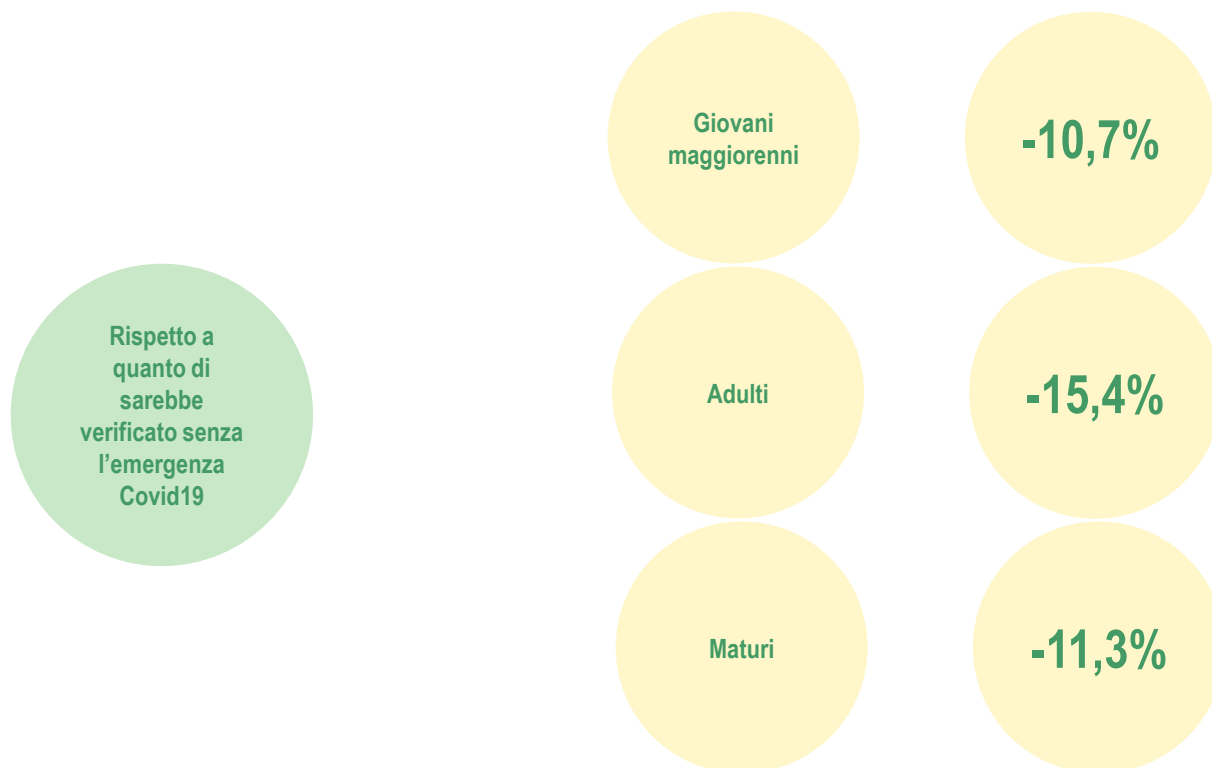 Giovani
maggiorenni
-10,7%
Rispetto a
quanto di
sarebbe
verificato senza
l'emergenza
Covid19
Adulti
-15,4%
Maturi
-11,3%